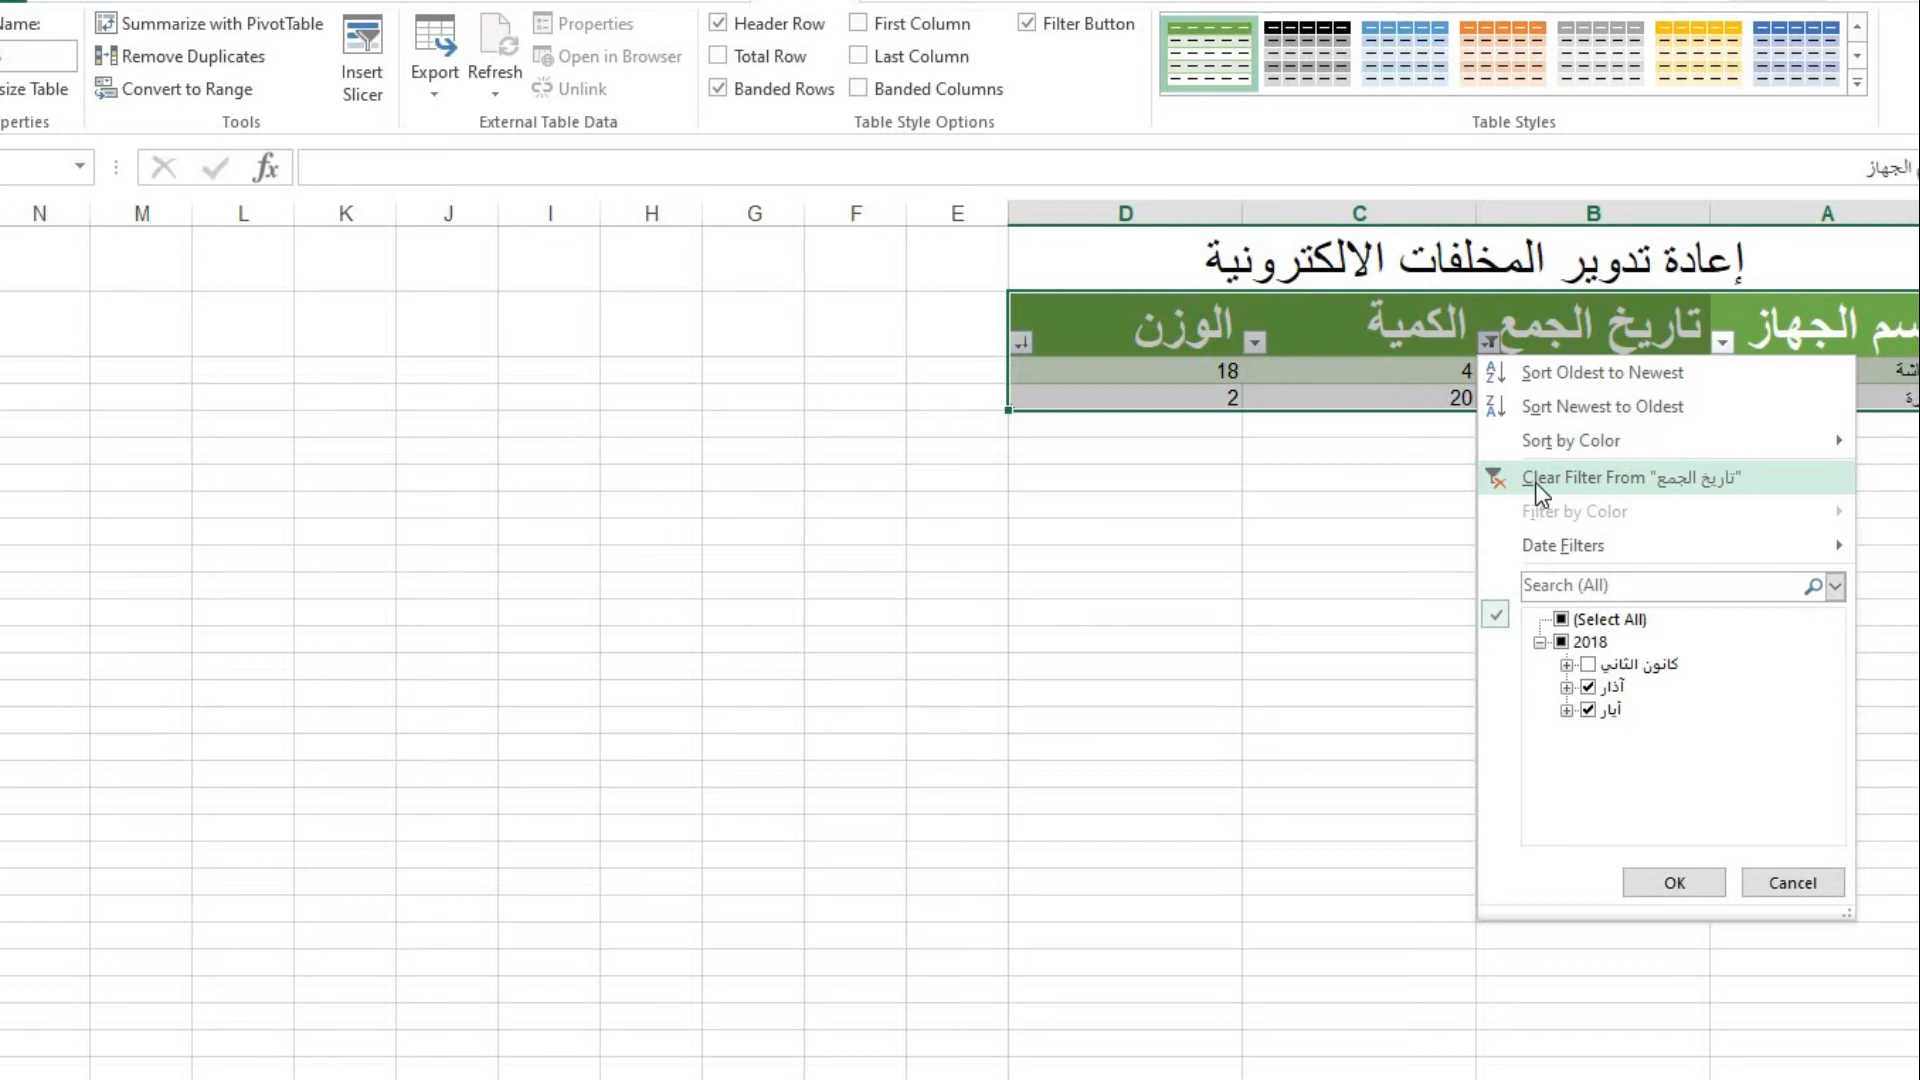 Name:
size Table
perties
Summarize with PivotTable
Remove Duplicates
Convert to Range
Tools
Insert
Slicer
Export
Refresh
Properties
Open in Browser
Unlink
External Table Data
Header Row
Total Row
Banded Rows
First Column
Last Column
Banded Columns
Filter Button
Table Style Options
Table Styles
fx
الجهاز
N M L K J I H G F E D C B A
إعادة تدوير المخلفات الالكترونية
سم الجهاز تاريخ الجمع الكمية الوزن
18 4
2 20
Sort Oldest to Newest
Sort Newest to Oldest
Sort by Color
Clear Filter From "تاريخ الجمع"
Filter by Color
Date Filters
Search (All)
(Select All)
2018
كانون الثاني
آذار
أيار
OK
Cancel